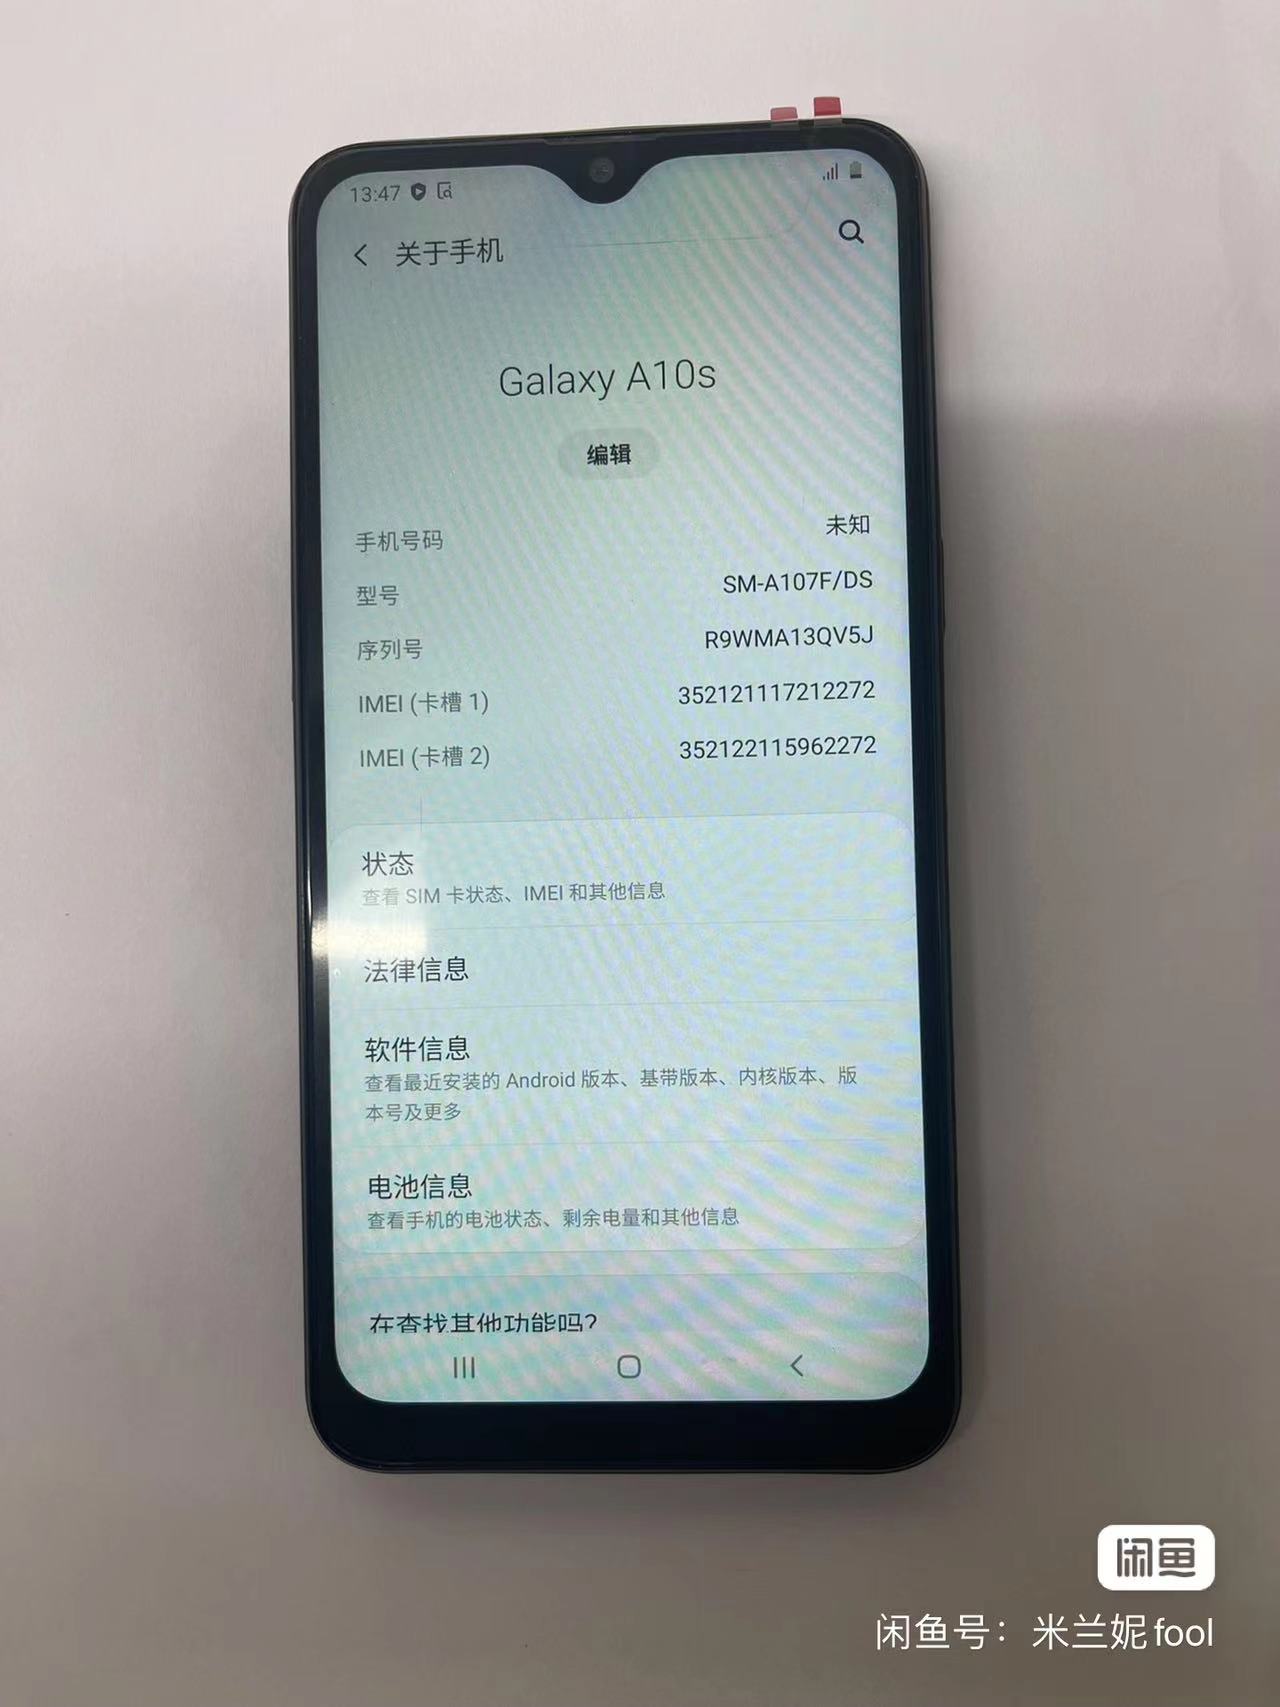 13:47
关于手机
Galaxy A10s
编辑
手机号码 未知
型号 SM-A107F/DS
序列号 R9WMA13QV5J
IMEI (卡槽 1) 352121117212272
IMEI (卡槽 2) 352122115962272
状态
查看 SIM 卡状态、IMEI 和其他信息
法律信息
软件信息
查看最近安装的 Android 版本、基带版本、内核版本、版
本号及更多
电池信息
查看手机的电池状态、剩余电量和其他信息
在查找其他功能吗?
闲鱼
闲鱼号：米兰妮fool